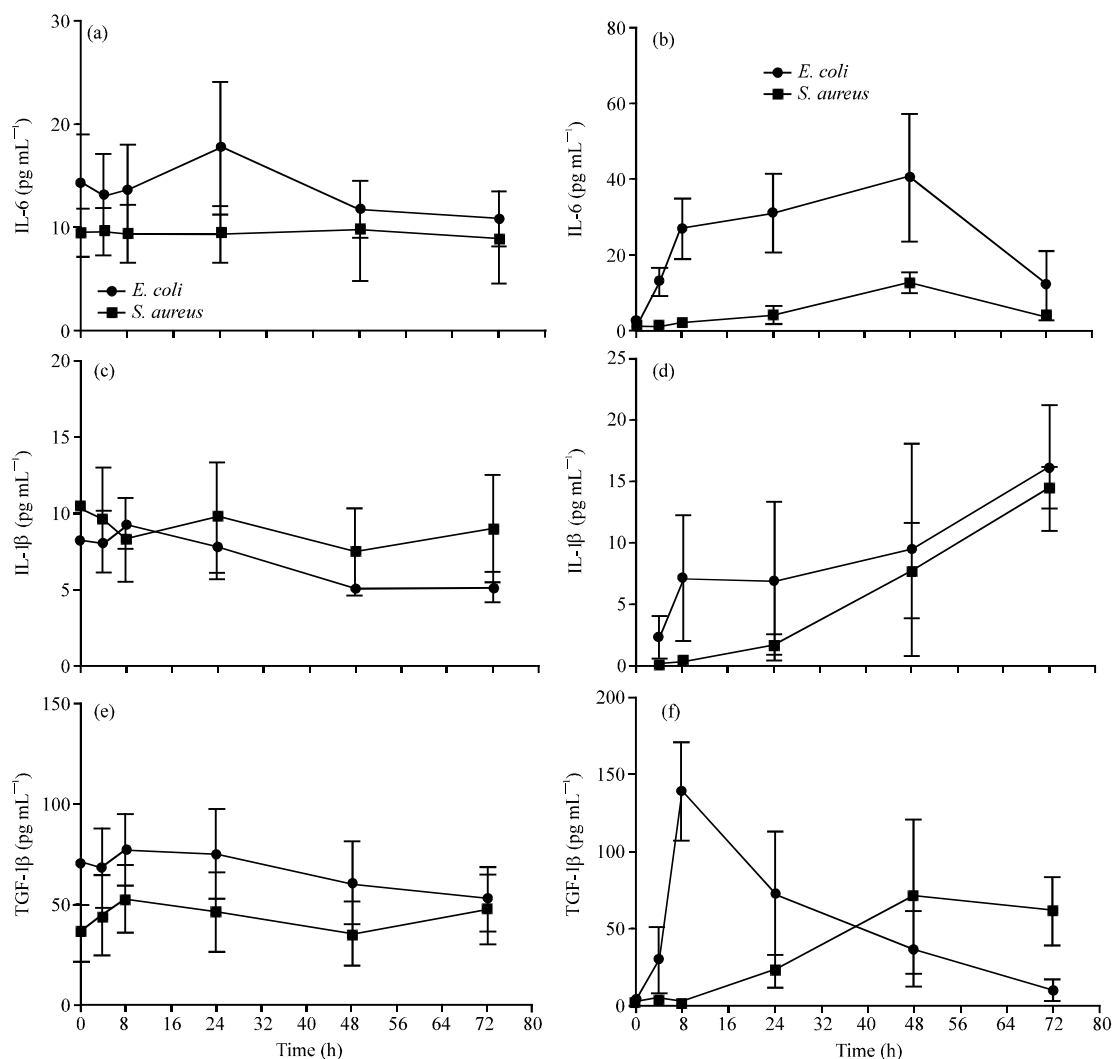 (a)
IL-6 (pg mL⁻¹)
30
20
10
0
E. coli
S. aureus
(b)
IL-6 (pg mL⁻¹)
80
60
40
20
0
E. coli
S. aureus
(c)
IL-1β (pg mL⁻¹)
20
15
10
5
0
(d)
IL-1β (pg mL⁻¹)
25
20
15
10
5
0
(e)
TGF-1β (pg mL⁻¹)
150
100
50
0
0 8 16 24 32 40 48 56 64 72 80
Time (h)
(f)
TGF-1β (pg mL⁻¹)
200
150
100
50
0
0 8 16 24 32 40 48 56 64 72 80
Time (h)